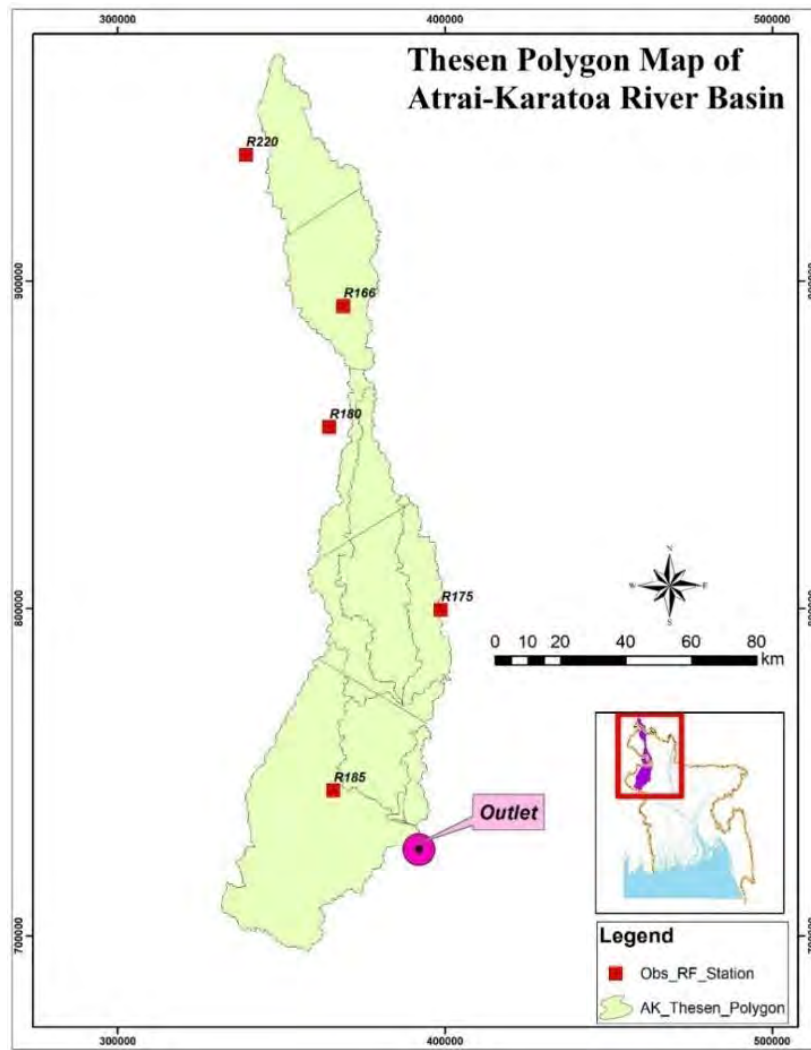 300000 400000 500000
Thesen Polygon Map of
Atrai-Karatoa River Basin
R220
900000
R166
R180
N
W E
S
800000
R175
0 10 20 40 60 80
km
R185
Outlet
Legend
Obs_RF_Station
AK_Thesen_Polygon
700000
300000 400000 500000